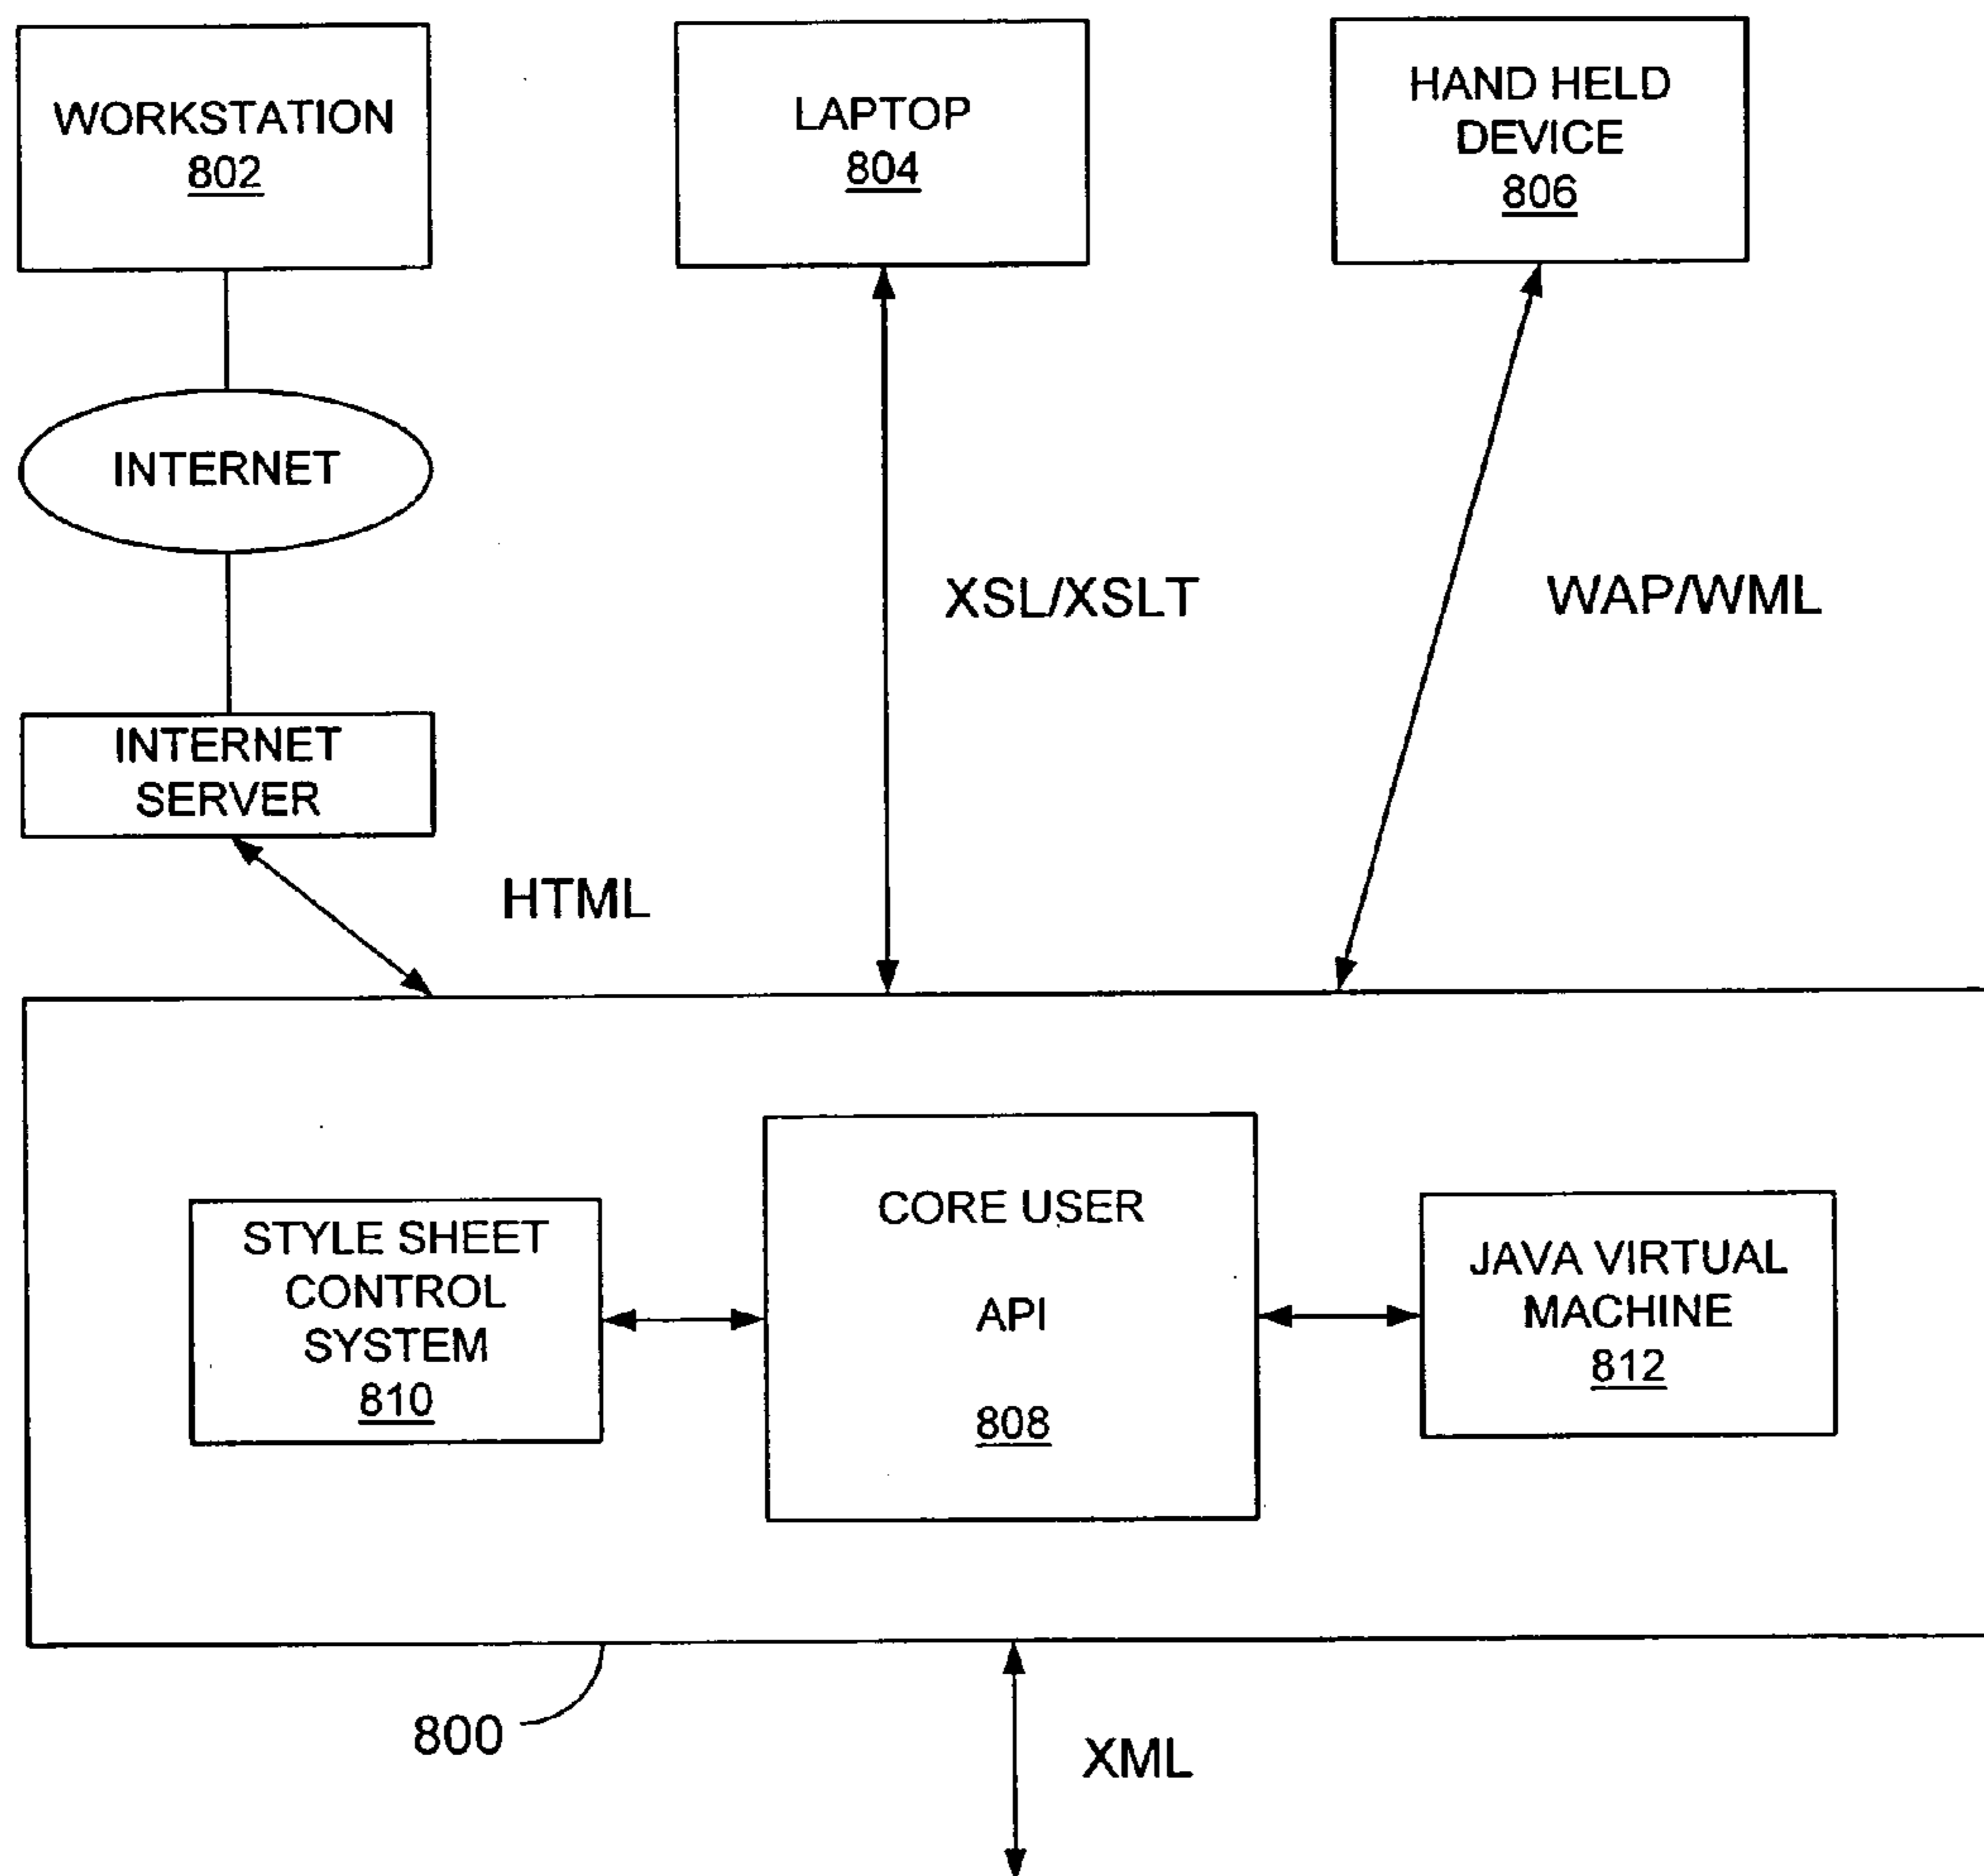 WORKSTATION
802
LAPTOP
804
HAND HELD
DEVICE
806
INTERNET
XSL/XSLT
WAP/WML
INTERNET
SERVER
HTML
STYLE SHEET
CONTROL
SYSTEM
810
CORE USER
API
808
JAVA VIRTUAL
MACHINE
812
800
XML